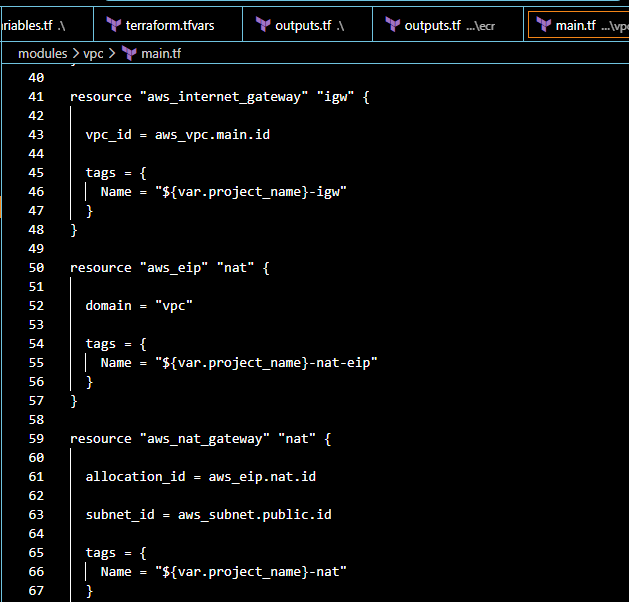 riables.tf .\ terraform.tfvars outputs.tf .\ outputs.tf ...\ecr main.tf ...\vpc
modules > vpc > main.tf
40
41 resource "aws_internet_gateway" "igw" {
42
43 vpc_id = aws_vpc.main.id
44
45 tags = {
46 Name = "${var.project_name}-igw"
47 }
48 }
49
50 resource "aws_eip" "nat" {
51
52 domain = "vpc"
53
54 tags = {
55 Name = "${var.project_name}-nat-eip"
56 }
57 }
58
59 resource "aws_nat_gateway" "nat" {
60
61 allocation_id = aws_eip.nat.id
62
63 subnet_id = aws_subnet.public.id
64
65 tags = {
66 Name = "${var.project_name}-nat"
67 }